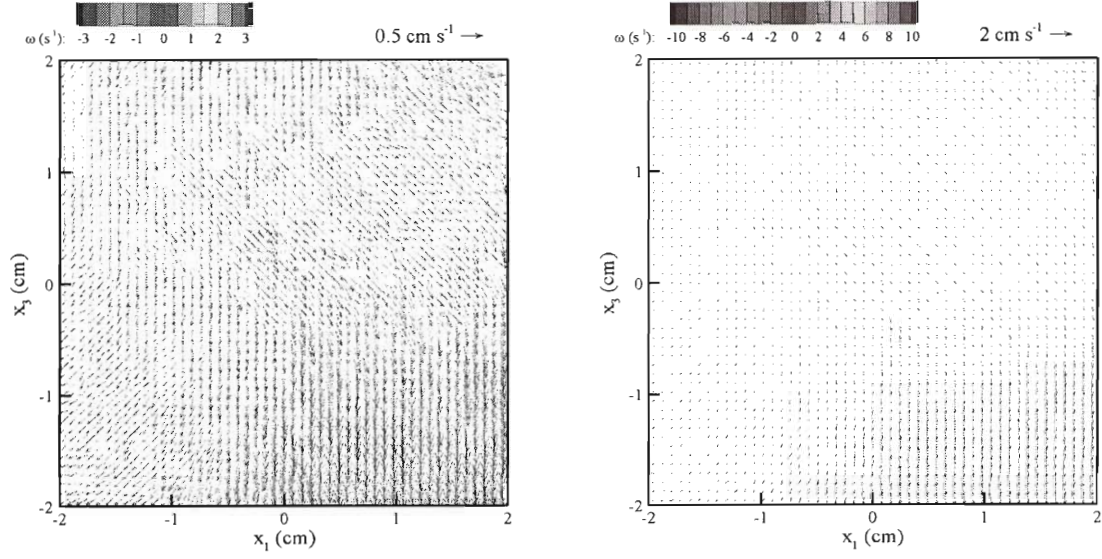 ω (s⁻¹): -3 -2 -1 0 1 2 3
0.5 cm s⁻¹
2
1
0
-1
-2
x₃ (cm)
-2 -1 0 1 2
x₁ (cm)
ω (s⁻¹): -10 -8 -6 -4 -2 0 2 4 6 8 10
2 cm s⁻¹
2
1
0
-1
-2
x₃ (cm)
-2 -1 0 1 2
x₁ (cm)